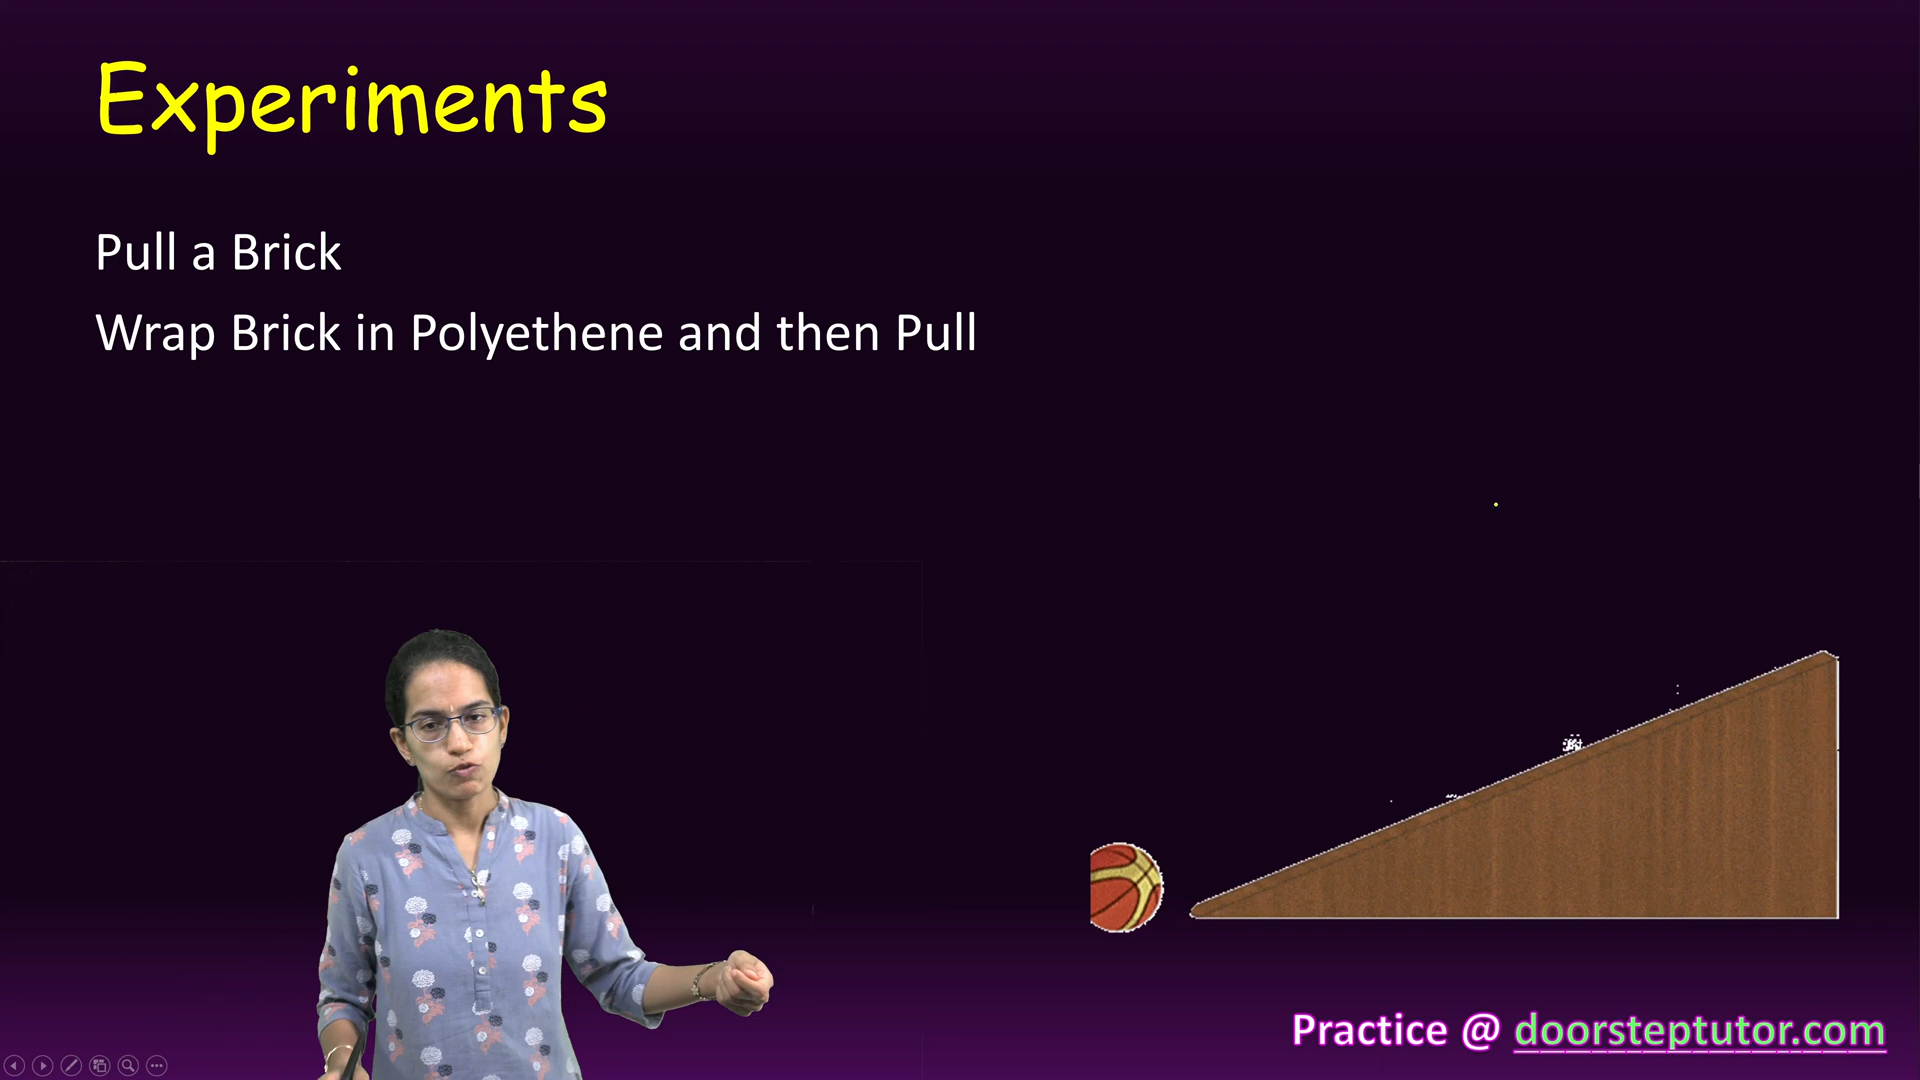 Experiments
Pull a Brick
Wrap Brick in Polyethene and then Pull
Practice @ doorsteptutor.com